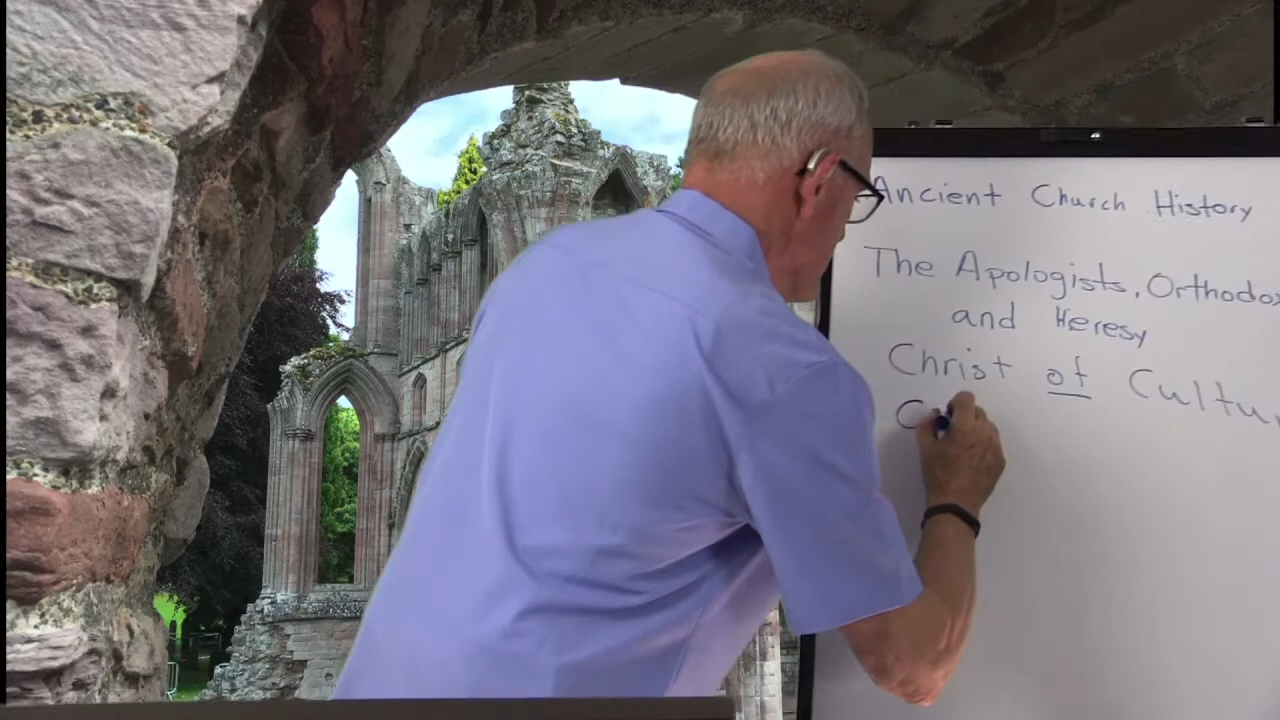 Ancient Church History
The Apologists, Orthodox
and Heresy
Christ of Cultu
C